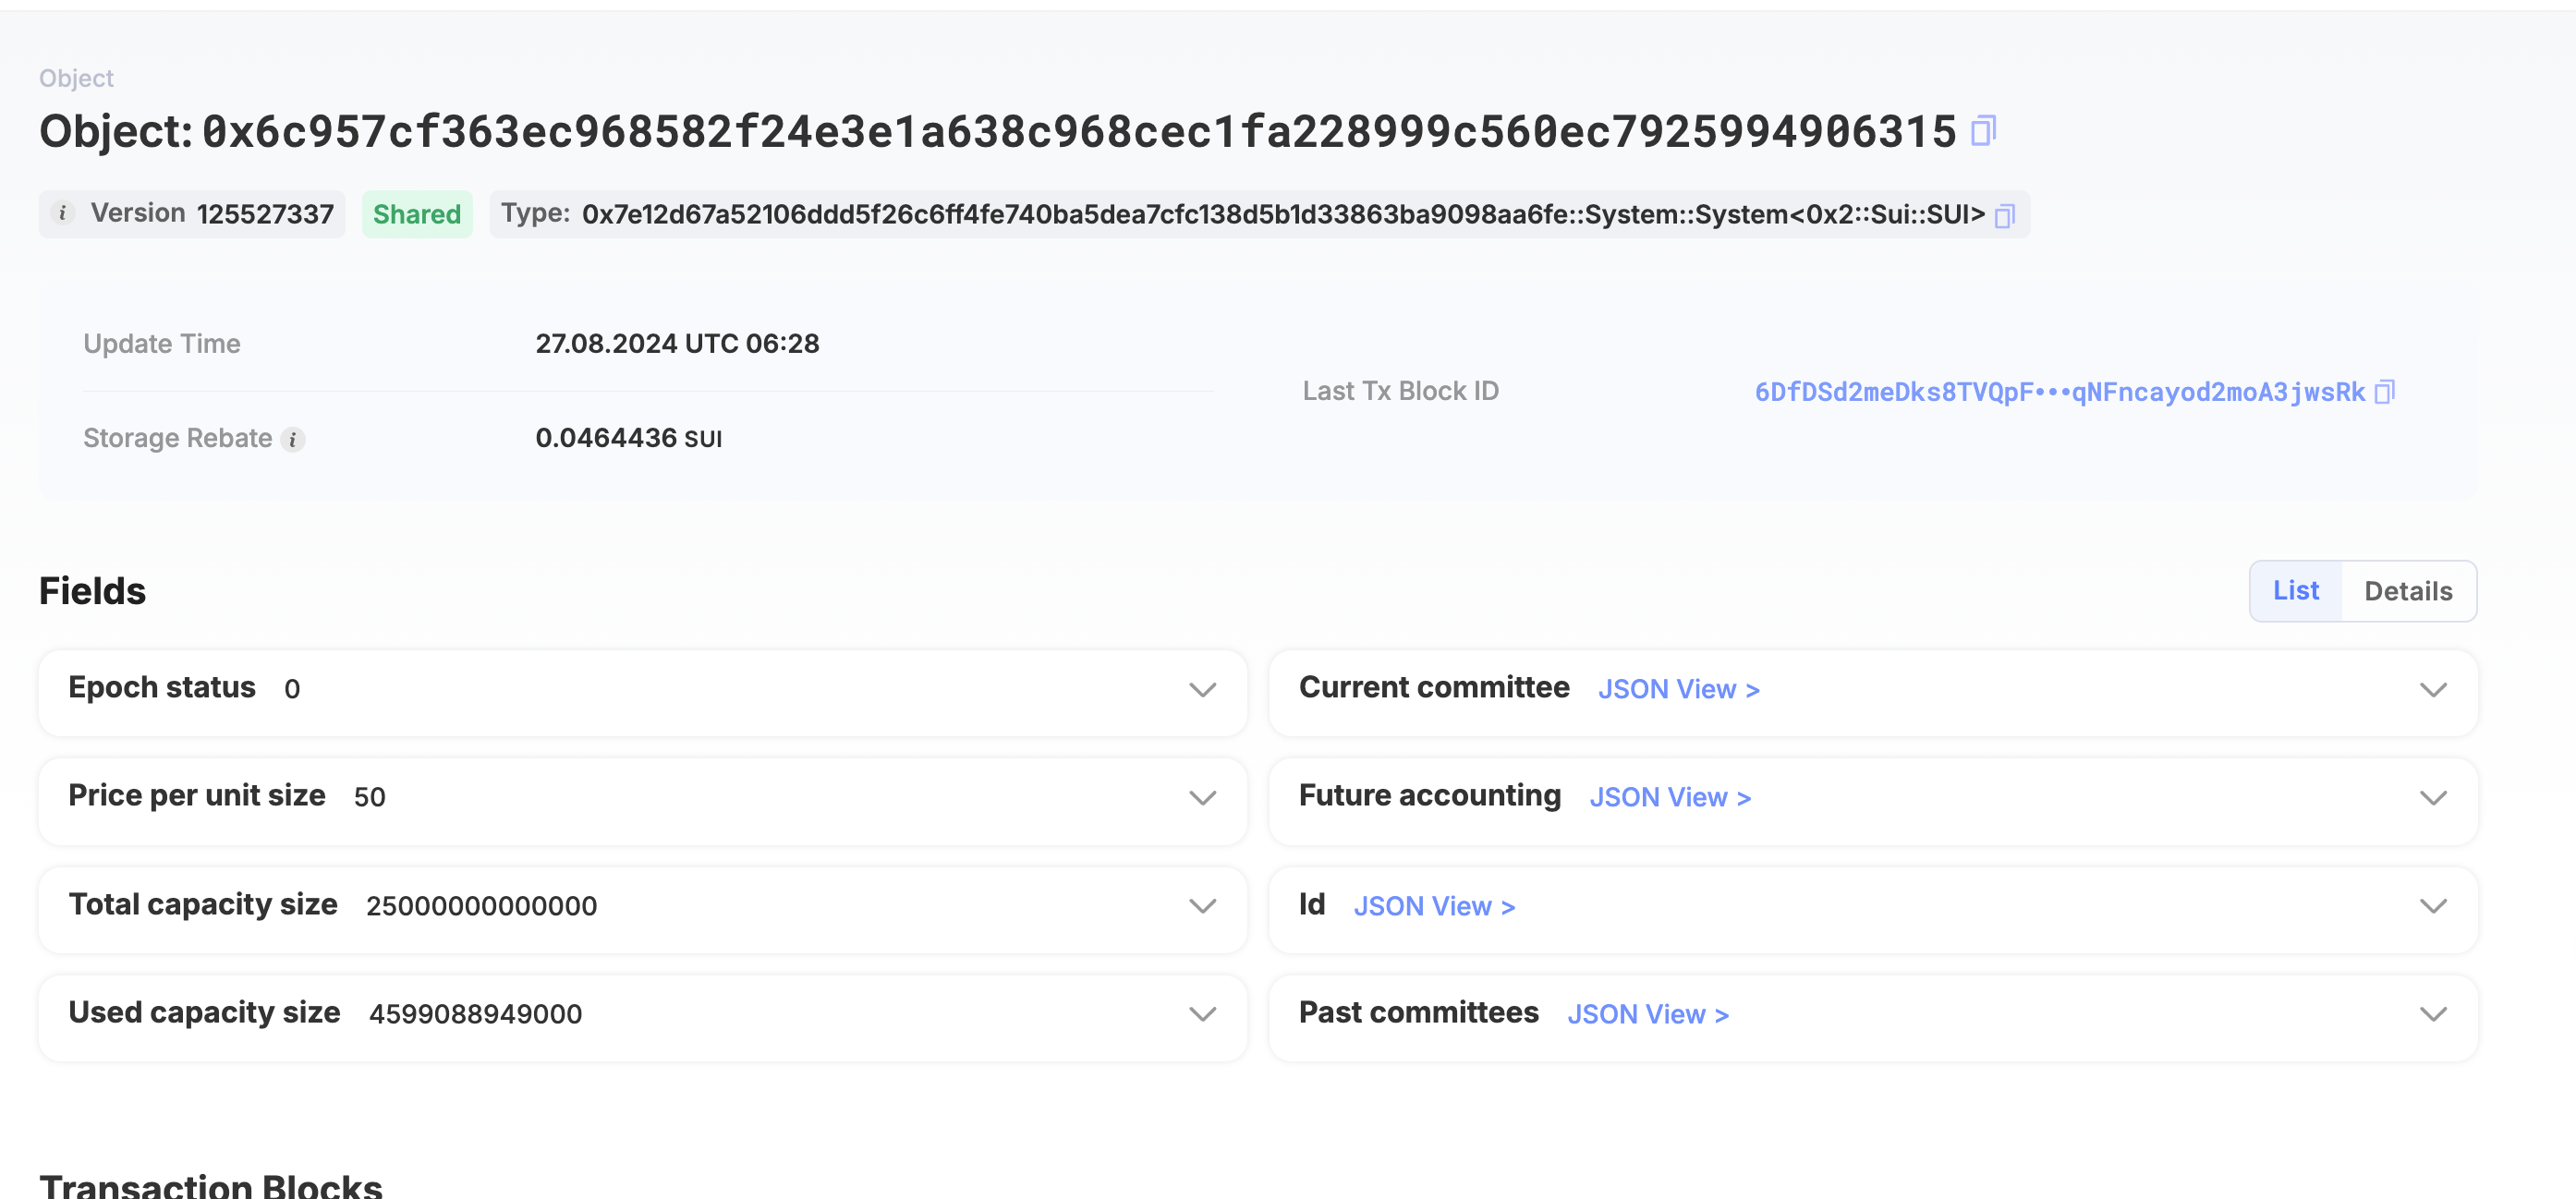 Object
Object: 0x6c957cf363ec968582f24e3e1a638c968cec1fa228999c560ec7925994906315
i Version 125527337 Shared Type: 0x7e12d67a52106ddd5f26c6ff4fe740ba5dea7cfc138d5b1d33863ba9098aa6fe::System::System<0x2::Sui::SUI>
Update Time 27.08.2024 UTC 06:28
Last Tx Block ID 6DfDSd2meDks8TVQpF•••qNFncayod2moA3jwsRk
Storage Rebate i 0.0464436 SUI
Fields List Details
Epoch status 0 Current committee JSON View >
Price per unit size 50 Future accounting JSON View >
Total capacity size 25000000000000 Id JSON View >
Used capacity size 4599088949000 Past committees JSON View >
Transaction Blocks